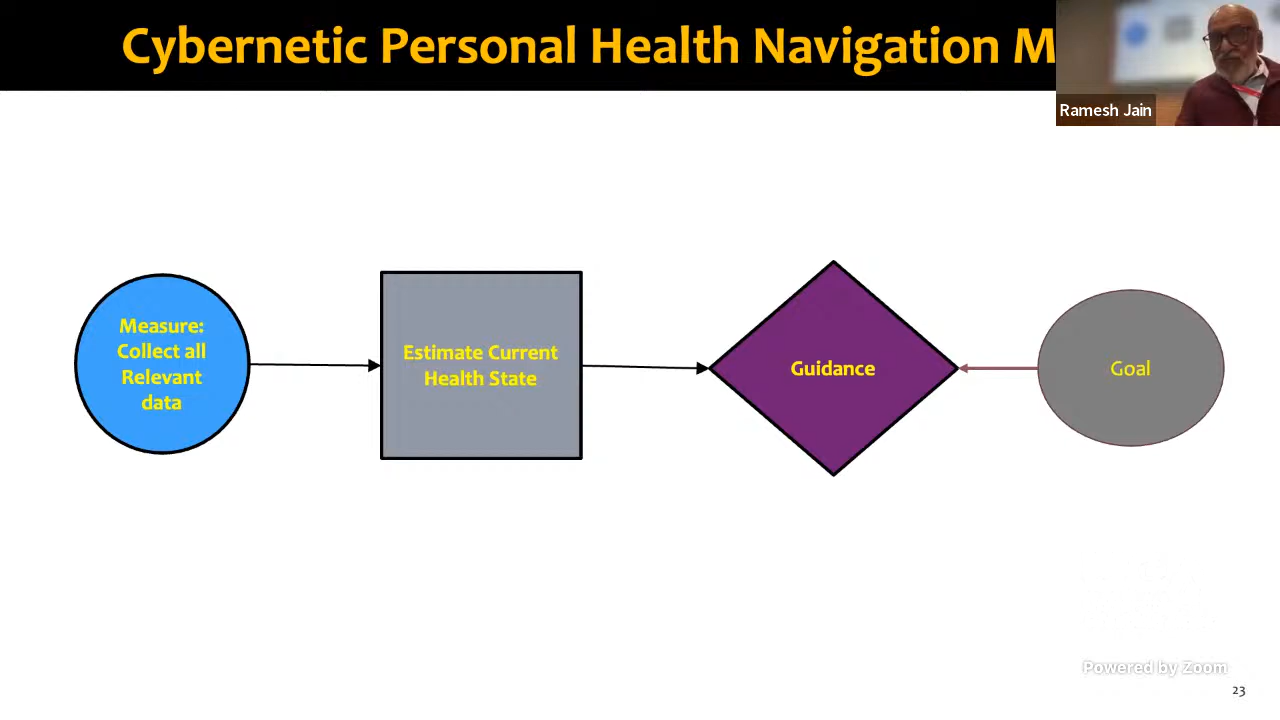 Cybernetic Personal Health Navigation M
Ramesh Jain
Measure:
Collect all
Relevant
data
Estimate Current
Health State
Guidance
Goal
Powered by Zoom
23